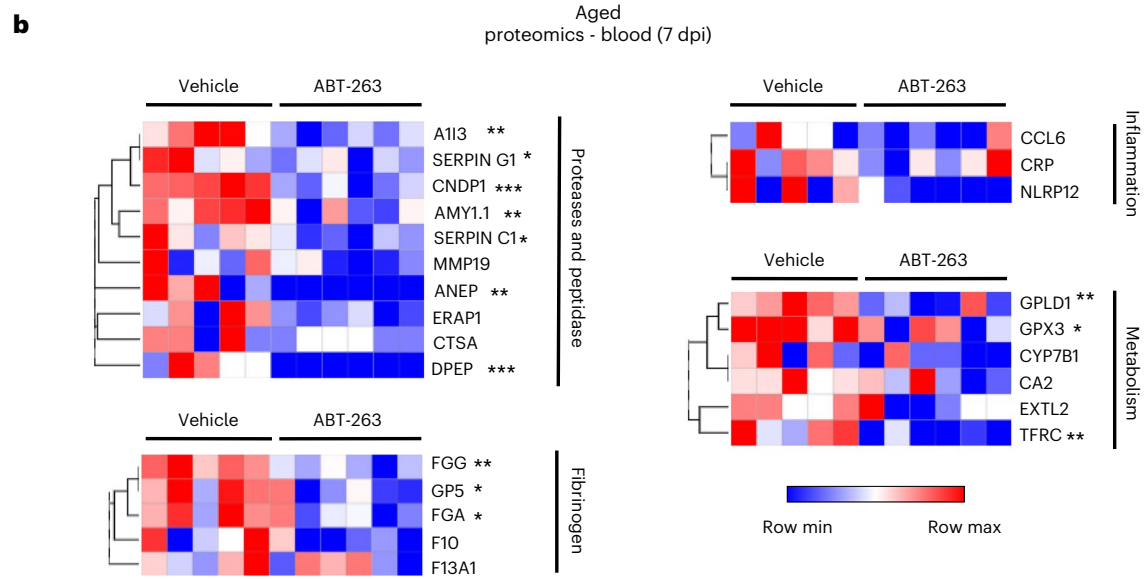 b
Aged
proteomics - blood (7 dpi)
Vehicle
ABT-263
A1I3 **
SERPIN G1 *
CNDP1 ***
AMY1.1 **
SERPIN C1 *
MMP19
ANEP **
ERAP1
CTSA
DPEP ***
Proteases and peptidase
Vehicle
ABT-263
FGG **
GP5 *
FGA *
F10
F13A1
Fibrinogen
Vehicle
ABT-263
CCL6
CRP
NLRP12
Inflammation
Vehicle
ABT-263
GPLD1 **
GPX3 *
CYP7B1
CA2
EXTL2
TFRC **
Metabolism
Row min
Row max